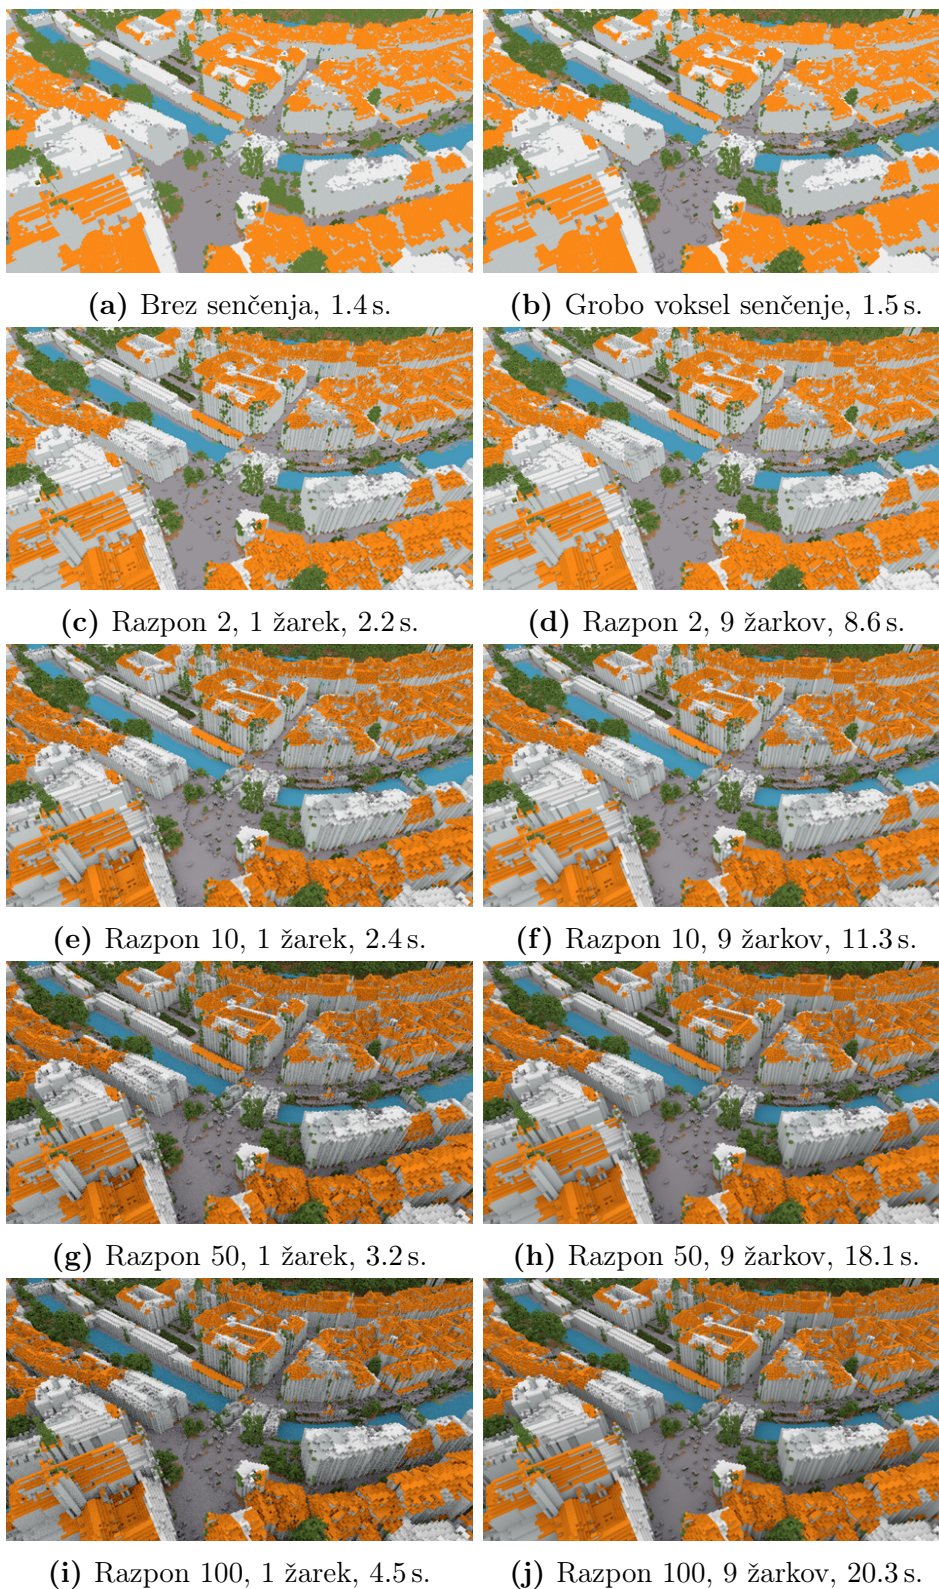 (a) Brez senčenja, 1.4 s.
(b) Grobo voksel senčenje, 1.5 s.
(c) Razpon 2, 1 žarek, 2.2 s.
(d) Razpon 2, 9 žarkov, 8.6 s.
(e) Razpon 10, 1 žarek, 2.4 s.
(f) Razpon 10, 9 žarkov, 11.3 s.
(g) Razpon 50, 1 žarek, 3.2 s.
(h) Razpon 50, 9 žarkov, 18.1 s.
(i) Razpon 100, 1 žarek, 4.5 s.
(j) Razpon 100, 9 žarkov, 20.3 s.